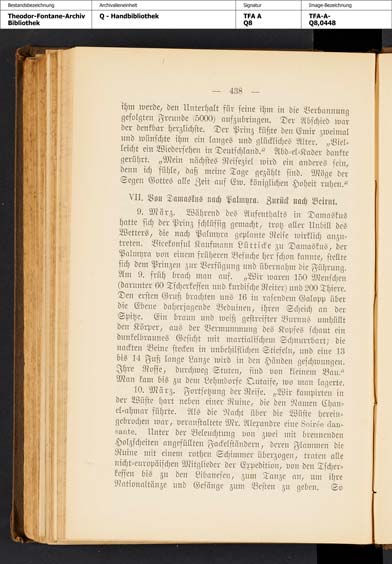 Bestandsbezeichnung Archivalieneinheit Signatur Image-Bezeichnung
Theodor-Fontane-Archiv Q - Handbibliothek TFA A TFA-A-
Bibliothek Q8 Q8,0448
— 438 —
ihm werde, den Unterhalt für seine ihm in die Verbannung
gefolgten Freunde (5000) aufzubringen. Der Abschied war
der denkbar herzlichste. Der Prinz küßte den Emir zweimal
und wünschte ihm ein langes und glückliches Alter. „Viel-
leicht ein Wiedersehen in Deutschland.“ Abd-el-Kader dankte
gerührt. „Mein nächstes Reiseziel wird ein anderes sein,
denn ich fühle, daß meine Tage gezählt sind. Möge der
Segen Gottes alle Zeit auf Ew. Königlichen Hoheit ruhen.“
VII. Von Damaskus nach Palmyra. Zurück nach Beirut.
9. März. Während des Aufenthalts in Damaskus
hatte sich der Prinz schlüssig gemacht, trotz aller Unbill des
Wetters, die nach Palmyra geplante Reise wirklich anzu-
treten. Vicekonsul Kaufmann Lütticke zu Damaskus, der
Palmyra von einem früheren Besuche her schon kannte, stellte
sich dem Prinzen zur Verfügung und übernahm die Führung.
Am 9. früh brach man auf. „Wir waren 150 Menschen
(darunter 60 Tscherkessen und kurdische Reiter) und 200 Thiere.
Den ersten Gruß brachten uns 16 in rasendem Galopp über
die Ebene daherjagende Beduinen, ihren Scheich an der
Spitze. Ein braun und weiß gestreifter Burnus umhüllt
den Körper, aus der Vermummung des Kopfes schaut ein
dunkelbraunes Gesicht mit martialischem Schnurrbart; die
nackten Beine stecken in unbehilflichen Stiefeln, und eine 13
bis 14 Fuß lange Lanze wird in den Händen geschwungen.
Ihre Rosse, durchweg Stuten, sind von kleinem Bau.“
Man kam bis zu dem Lehmdorfe Qutaife, wo man lagerte.
10. März. Fortsetzung der Reise. „Wir kampirten in
der Wüste hart neben einer Ruine, die den Namen Chan-
el-ahmar führte. Als die Nacht über die Wüste herein-
gebrochen war, veranstaltete Mr. Alexandre eine Soirée dan-
sante. Unter der Beleuchtung von zwei mit brennenden
Holzscheiten angefüllten Fackelständern, deren Flammen die
Ruine mit einem rothen Schimmer überzogen, traten alle
nicht-europäischen Mitglieder der Expedition, von den Tscher-
kessen bis zu den Libanesen, zum Tanze an, um ihre
Nationaltänze und Gesänge zum Besten zu geben. So